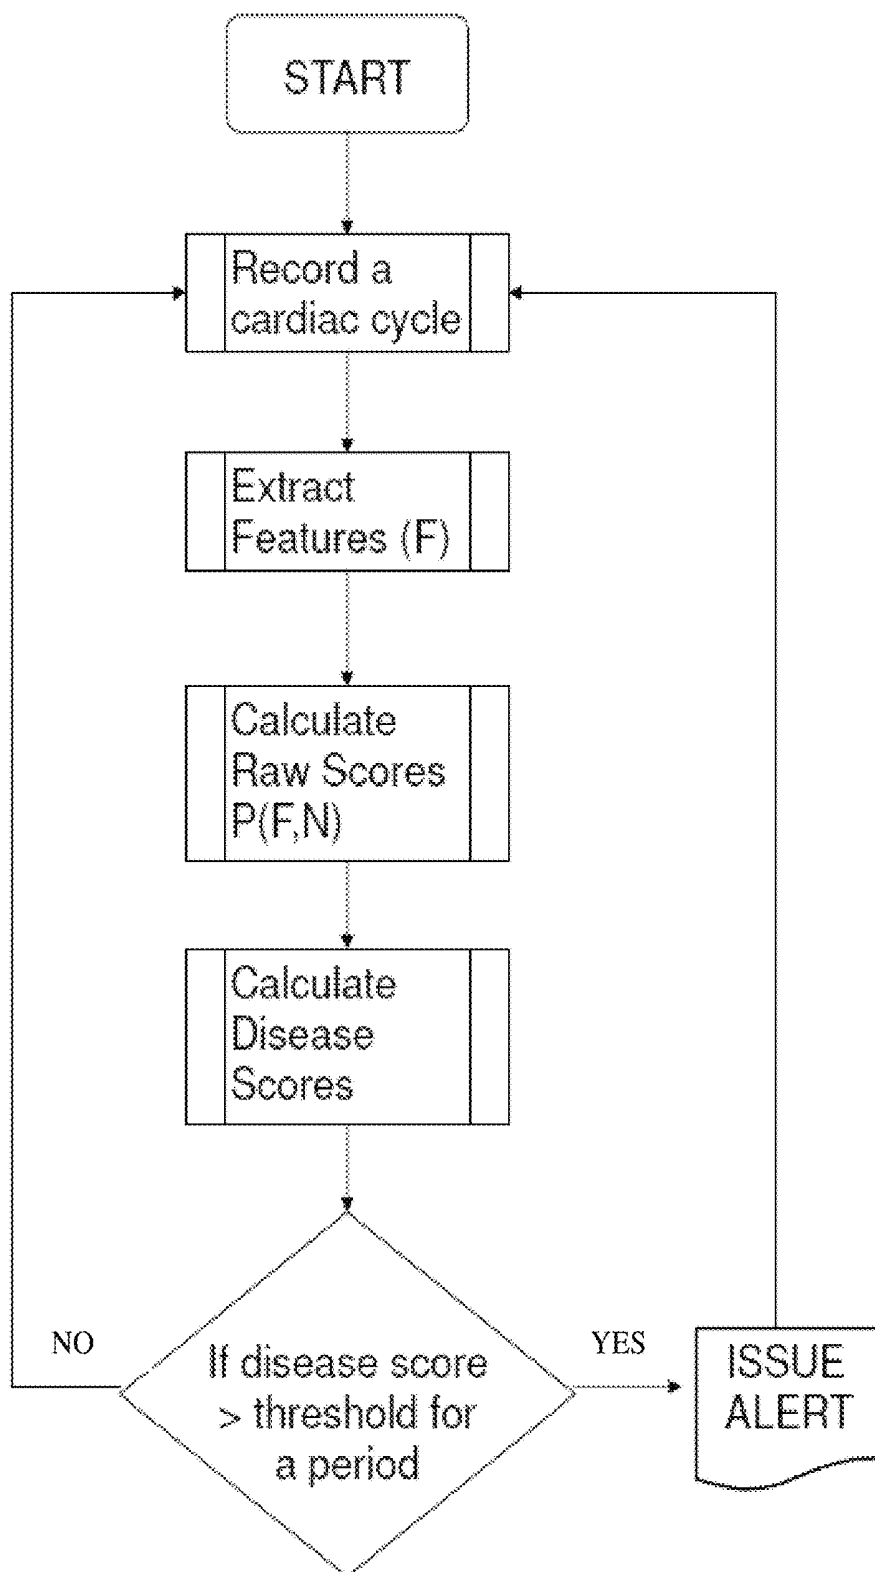 START
Record a
cardiac cycle
Extract
Features (F)
Calculate
Raw Scores
P(F,N)
Calculate
Disease
Scores
NO
YES
If disease score
> threshold for
a period
ISSUE
ALERT